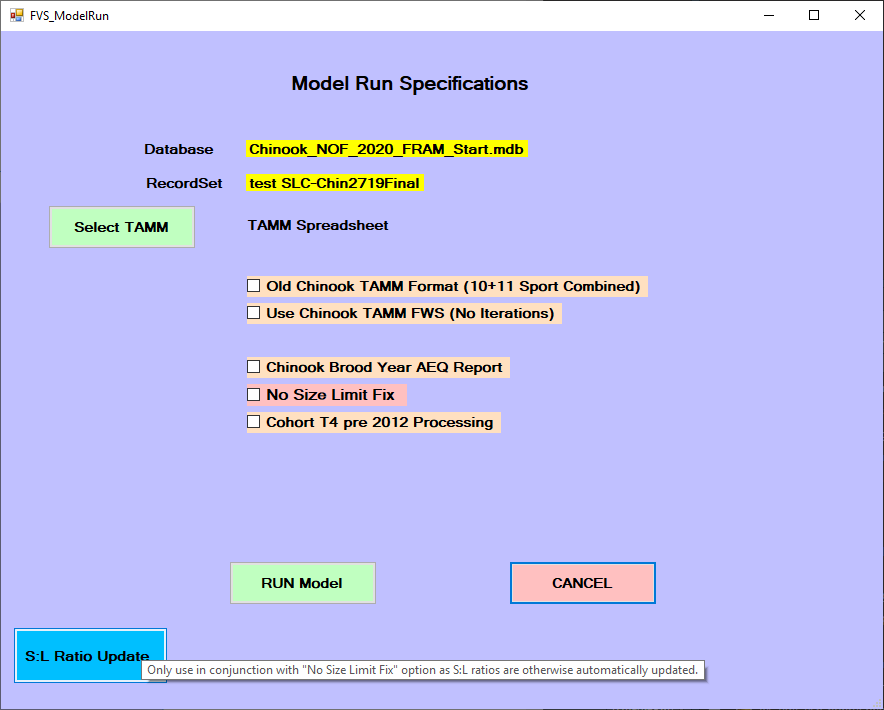 FVS_ModelRun
Model Run Specifications
Database Chinook_NOF_2020_FRAM_Start.mdb
RecordSet test SLC-Chin2719Final
Select TAMM TAMM Spreadsheet
Old Chinook TAMM Format (10+11 Sport Combined)
Use Chinook TAMM FWS (No Iterations)
Chinook Brood Year AEQ Report
No Size Limit Fix
Cohort T4 pre 2012 Processing
RUN Model CANCEL
S:L Ratio Update
Only use in conjunction with "No Size Limit Fix" option as S:L ratios are otherwise automatically updated.